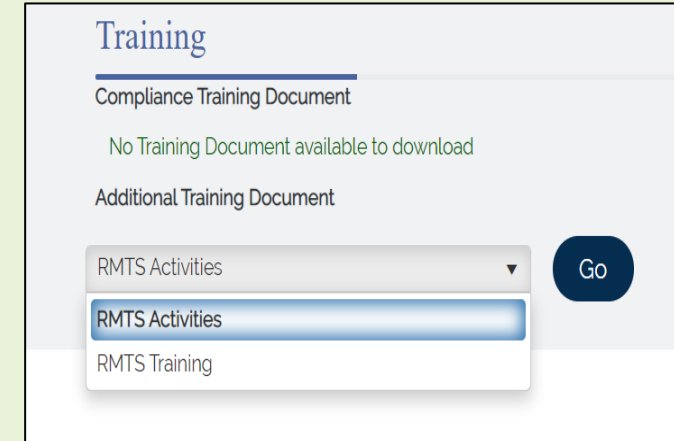 Training
Compliance Training Document
No Training Document available to download
Additional Training Document
RMTS Activities
Go
RMTS Activities
RMTS Training